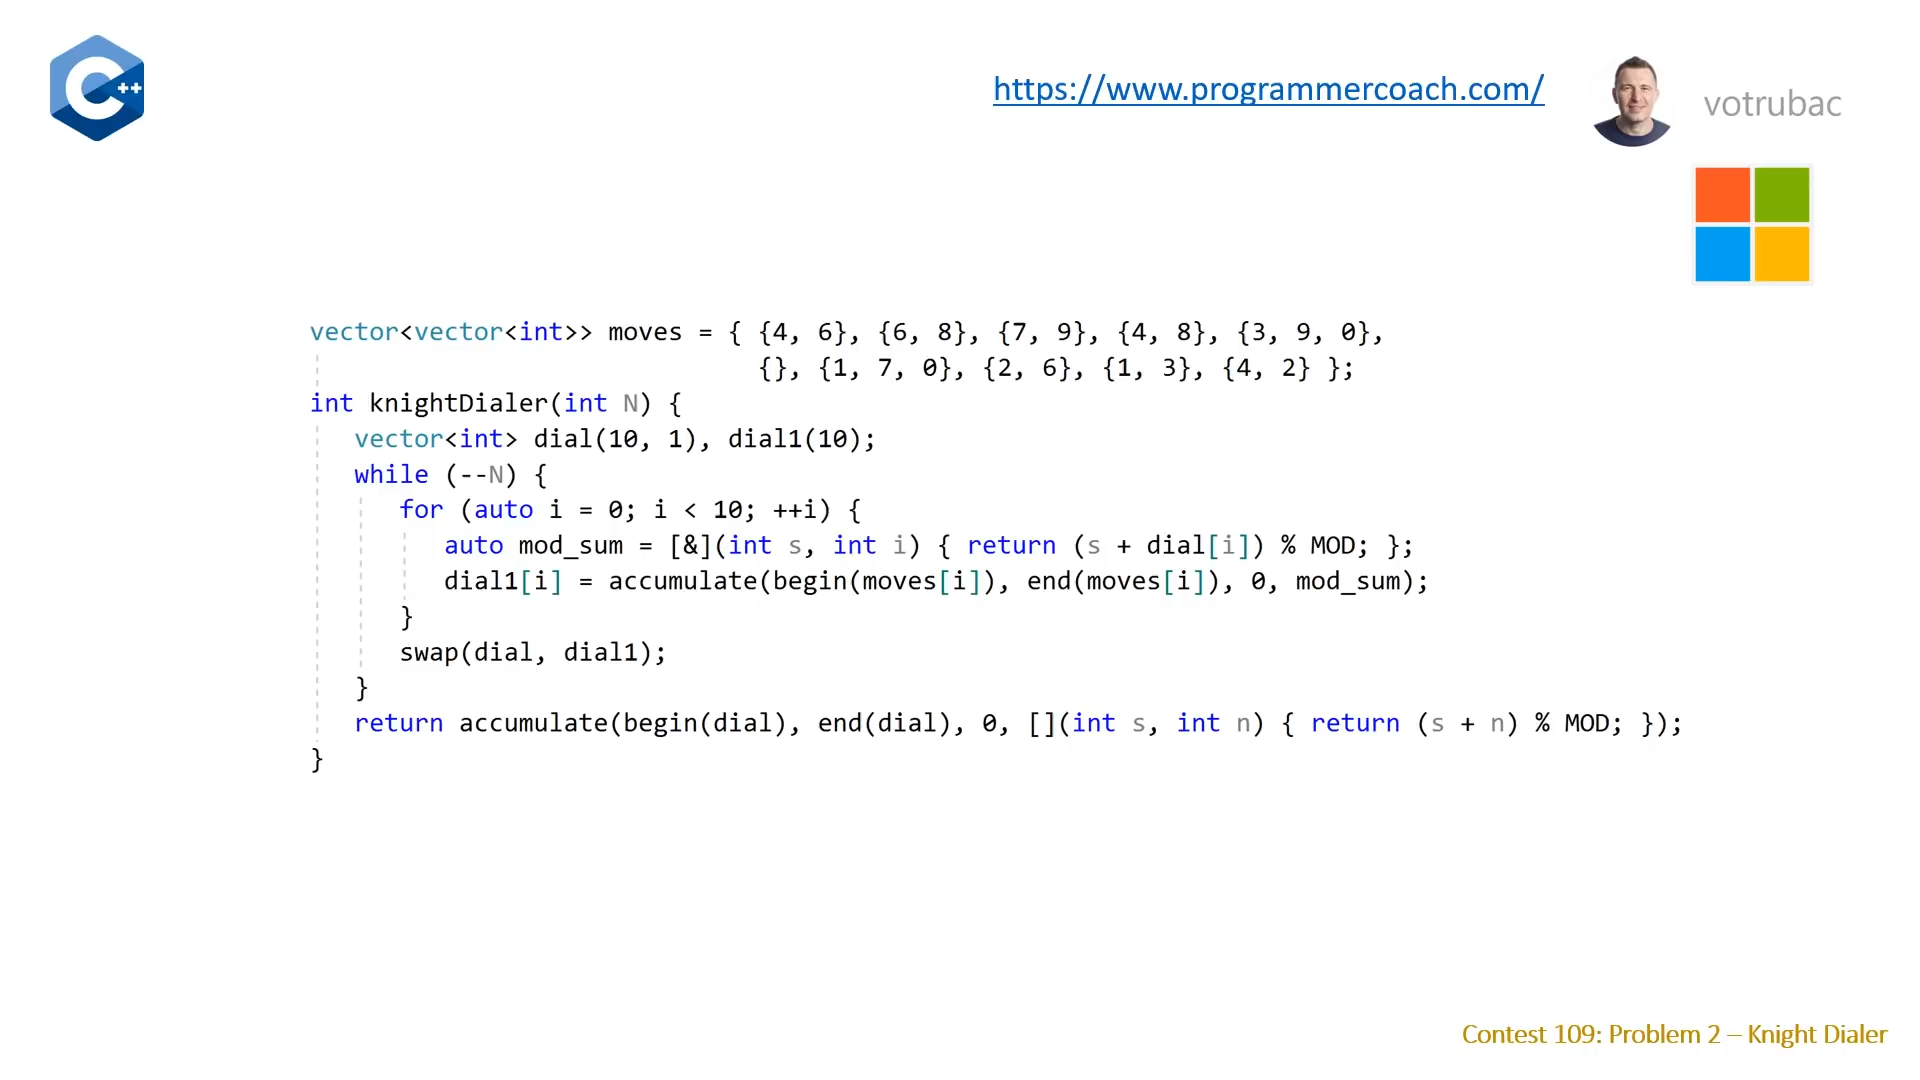 C++
https://www.programmercoach.com/
votrubac
vector<vector<int>> moves = { {4, 6}, {6, 8}, {7, 9}, {4, 8}, {3, 9, 0},
{}, {1, 7, 0}, {2, 6}, {1, 3}, {4, 2} };
int knightDialer(int N) {
vector<int> dial(10, 1), dial1(10);
while (--N) {
for (auto i = 0; i < 10; ++i) {
auto mod_sum = [&](int s, int i) { return (s + dial[i]) % MOD; };
dial1[i] = accumulate(begin(moves[i]), end(moves[i]), 0, mod_sum);
}
swap(dial, dial1);
}
return accumulate(begin(dial), end(dial), 0, [](int s, int n) { return (s + n) % MOD; });
}
Contest 109: Problem 2 – Knight Dialer